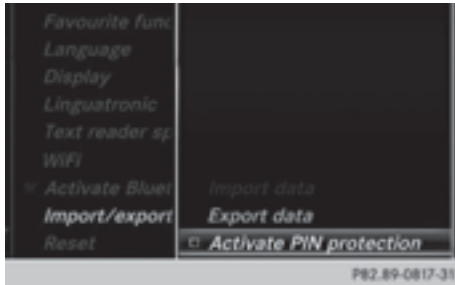 Favourite func
Language
Display
Linguatronic
Text reader sp
WiFi
Activate Bluet
Import/export
Reset
Import data
Export data
Activate PIN protection
P82.89-0817-31